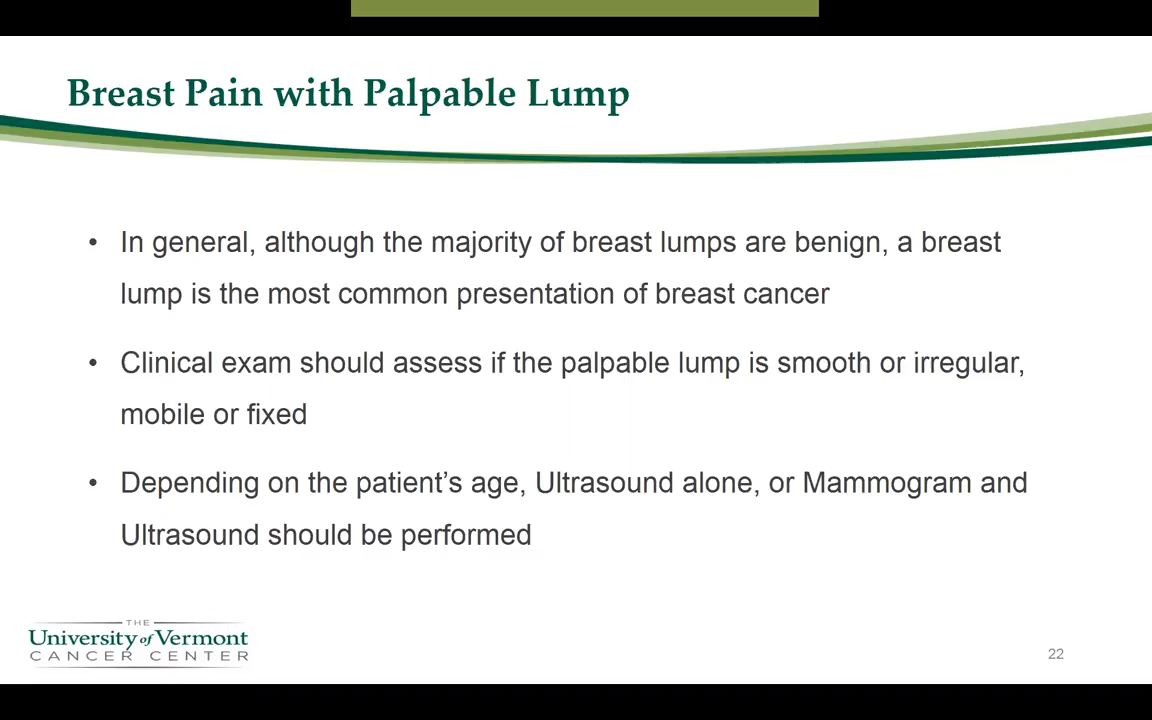 Breast Pain with Palpable Lump
• In general, although the majority of breast lumps are benign, a breast
lump is the most common presentation of breast cancer
• Clinical exam should assess if the palpable lump is smooth or irregular,
mobile or fixed
• Depending on the patient’s age, Ultrasound alone, or Mammogram and
Ultrasound should be performed
THE
University of Vermont
CANCER CENTER
22